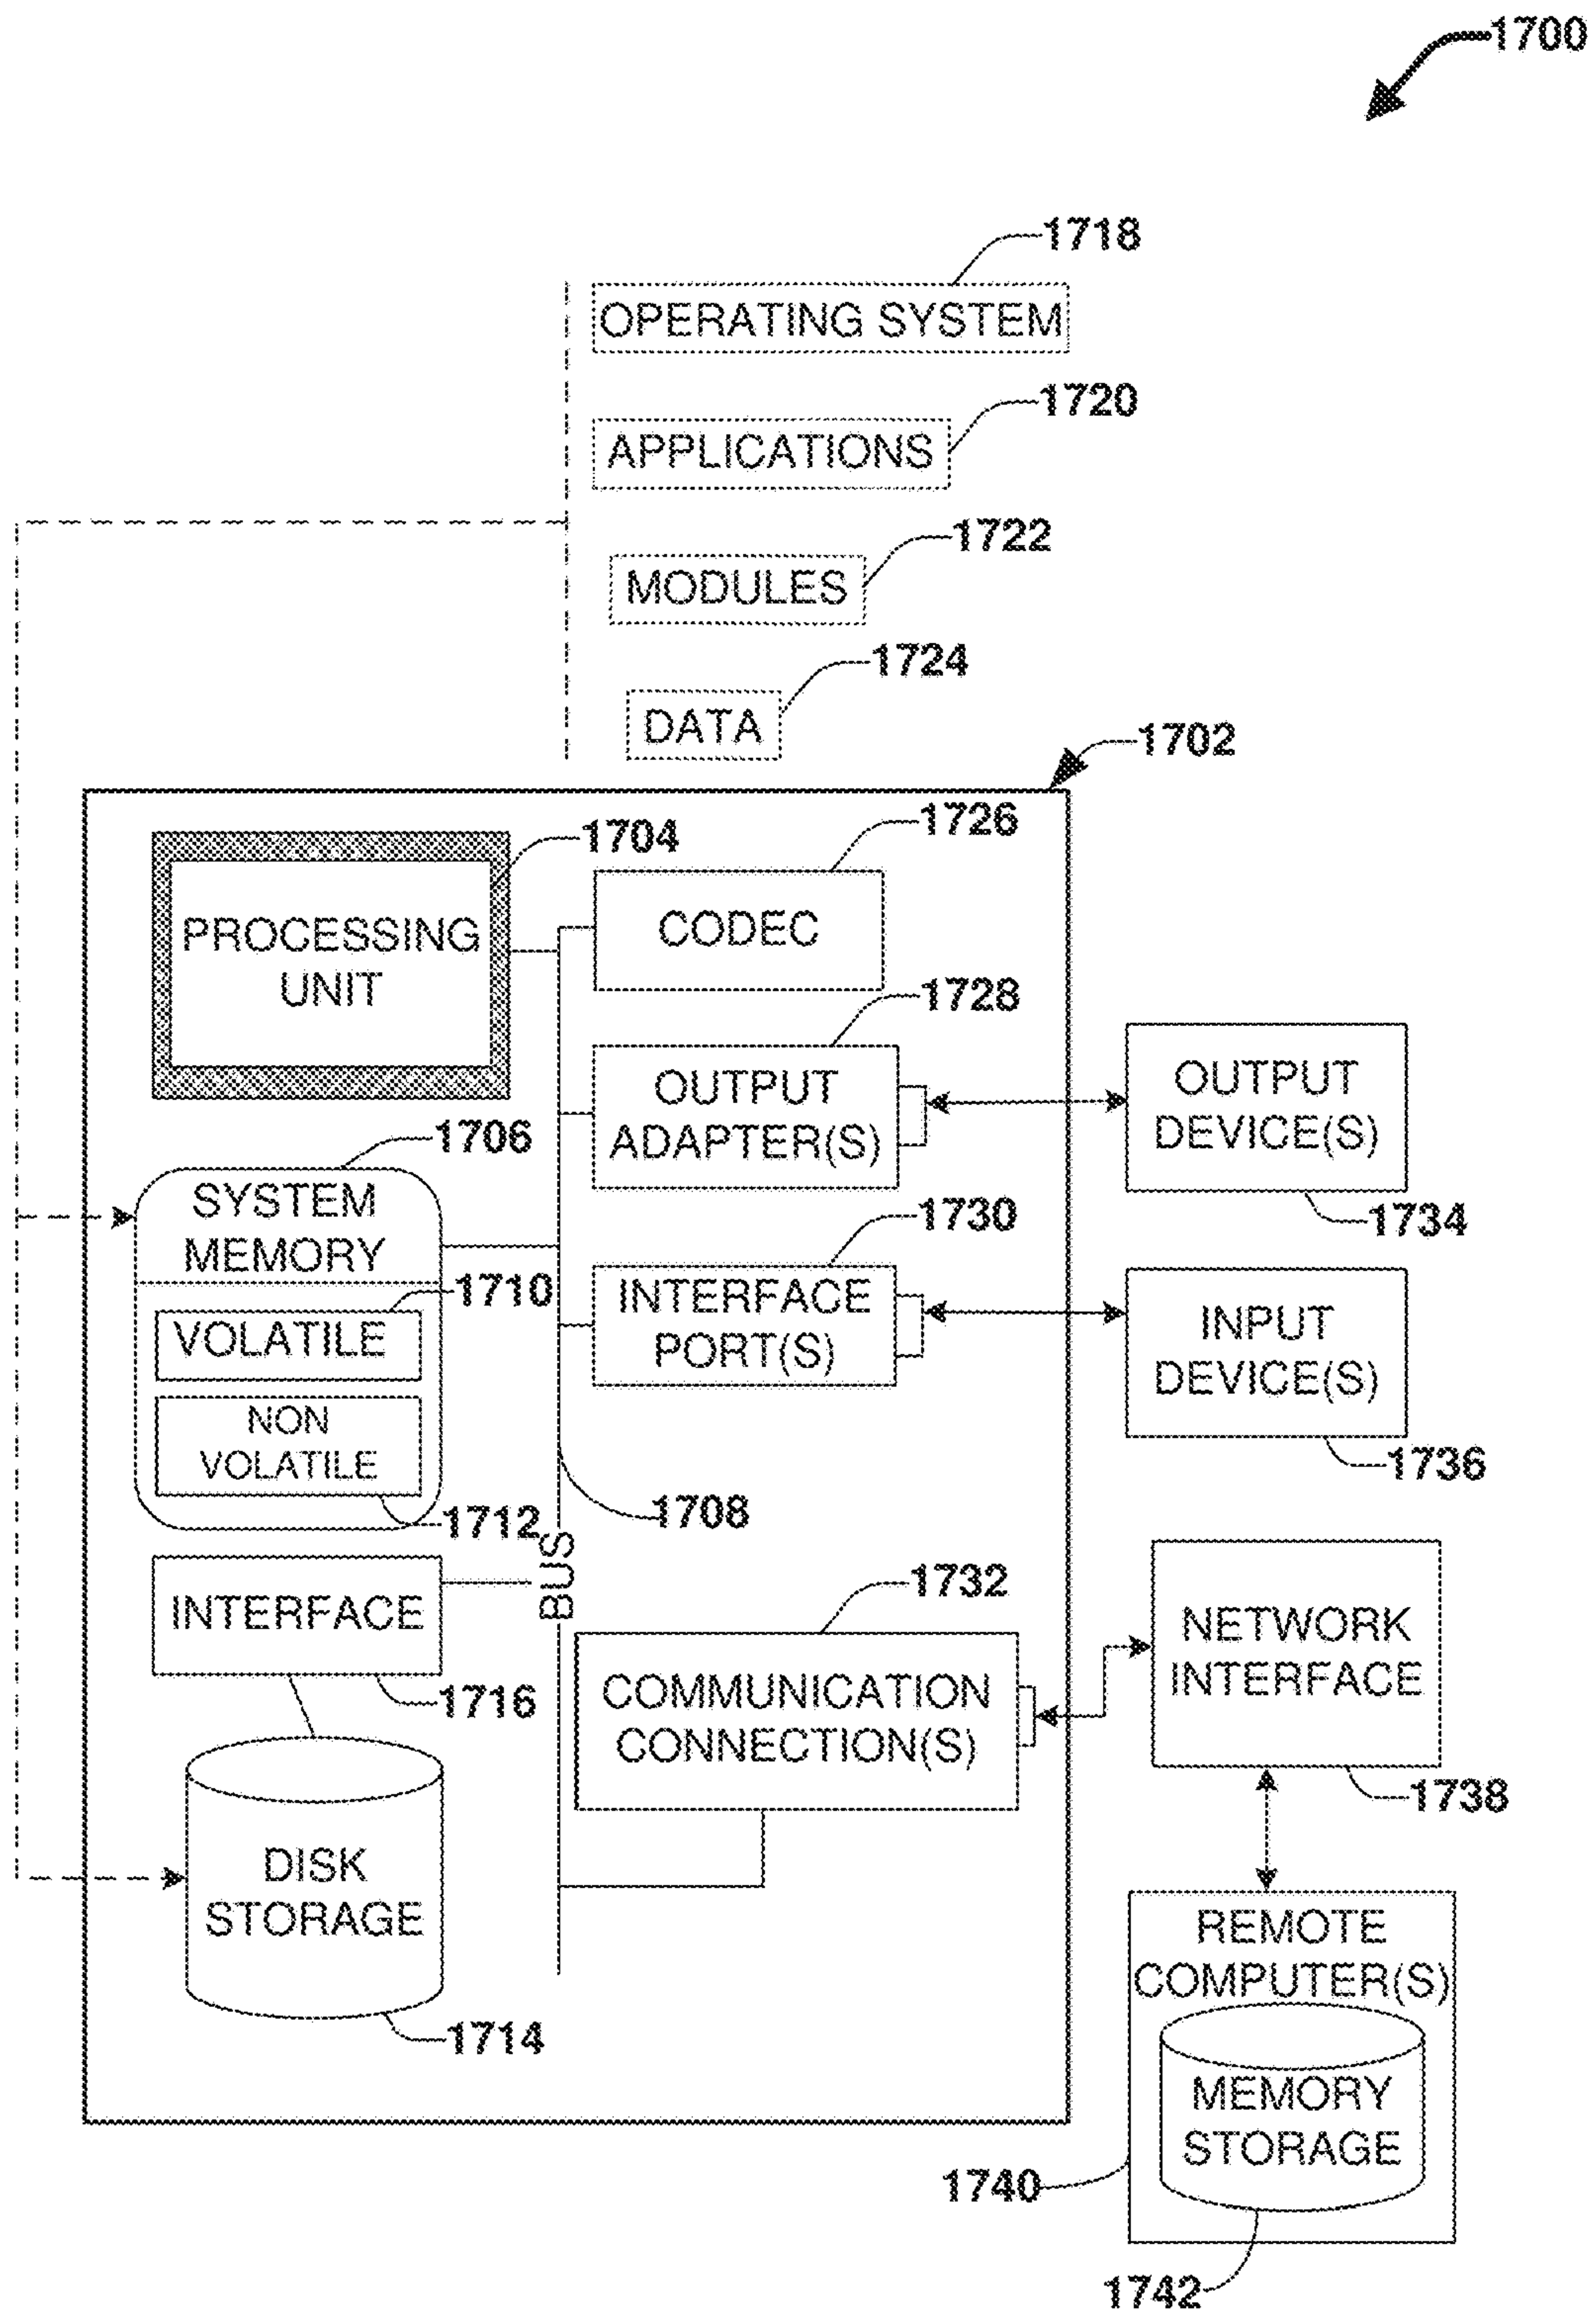 1700
1718
OPERATING SYSTEM
1720
APPLICATIONS
1722
MODULES
1724
DATA
1702
1704
PROCESSING
UNIT
1726
CODEC
1728
OUTPUT
ADAPTER(S)
OUTPUT
DEVICE(S)
1734
1706
SYSTEM
MEMORY
1710
VOLATILE
NON
VOLATILE
1712
1730
INTERFACE
PORT(S)
INPUT
DEVICE(S)
1736
1708
BUS
INTERFACE
1716
1732
COMMUNICATION
CONNECTION(S)
NETWORK
INTERFACE
1738
DISK
STORAGE
1714
REMOTE
COMPUTER(S)
MEMORY
STORAGE
1740
1742